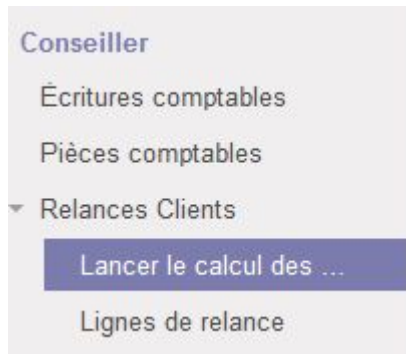 Conseiller
Écritures comptables
Pièces comptables
Relances Clients
Lancer le calcul des ...
Lignes de relance